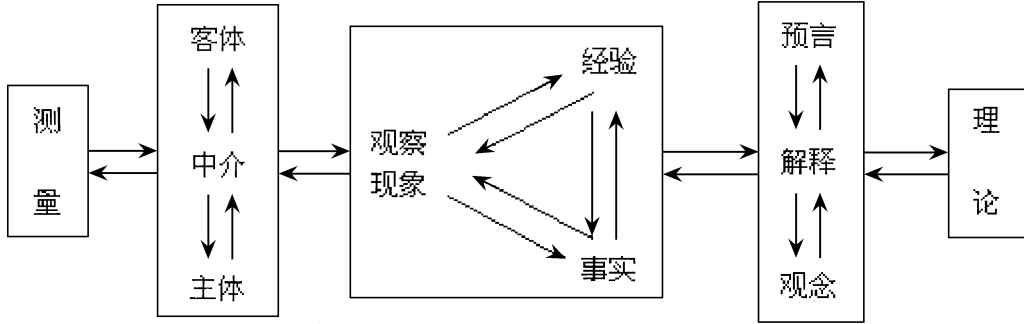 测
量
客体
中介
主体
观察
现象
经验
事实
预言
解释
观念
理
论